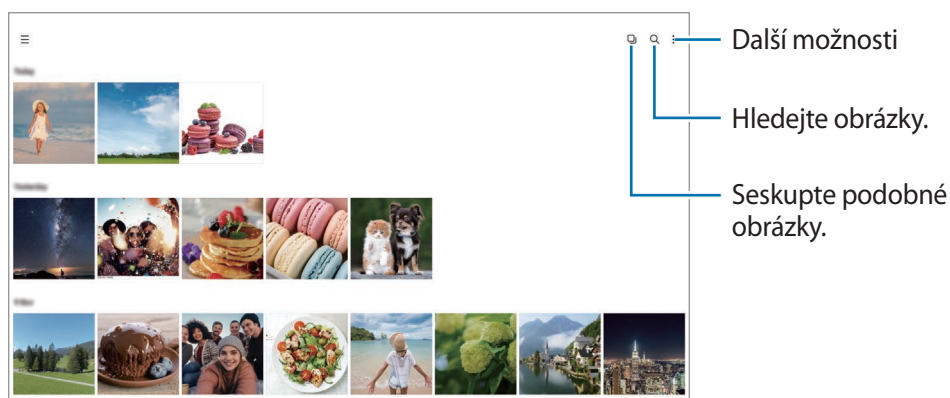 Další možnosti
Hledejte obrázky.
Seskupte podobné
obrázky.